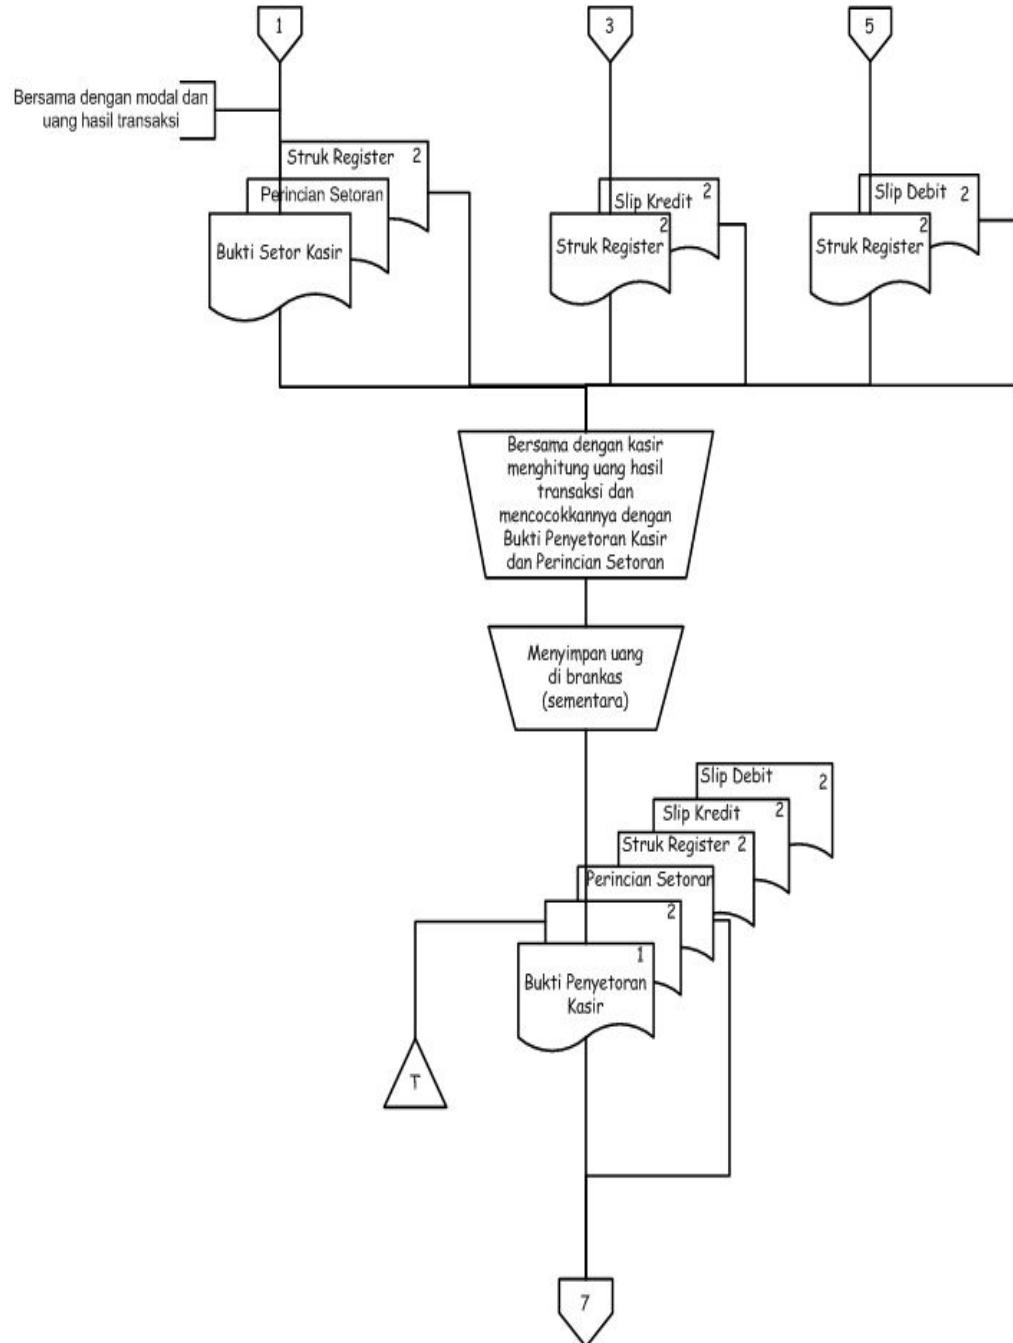 1
3
5
Bersama dengan modal dan
uang hasil transaksi
Struk Register 2
Perincian Setoran
Bukti Setor Kasir
Slip Kredit 2
2
Struk Register
Slip Debit 2
2
Struk Register
Bersama dengan kasir
menghitung uang hasil
transaksi dan
mencocokkannya dengan
Bukti Penyetoran Kasir
dan Perincian Setoran
Menyimpan uang
di brankas
(sementara)
Slip Debit 2
Slip Kredit 2
Struk Register 2
Perincian Setoran
2
1
Bukti Penyetoran
Kasir
T
7